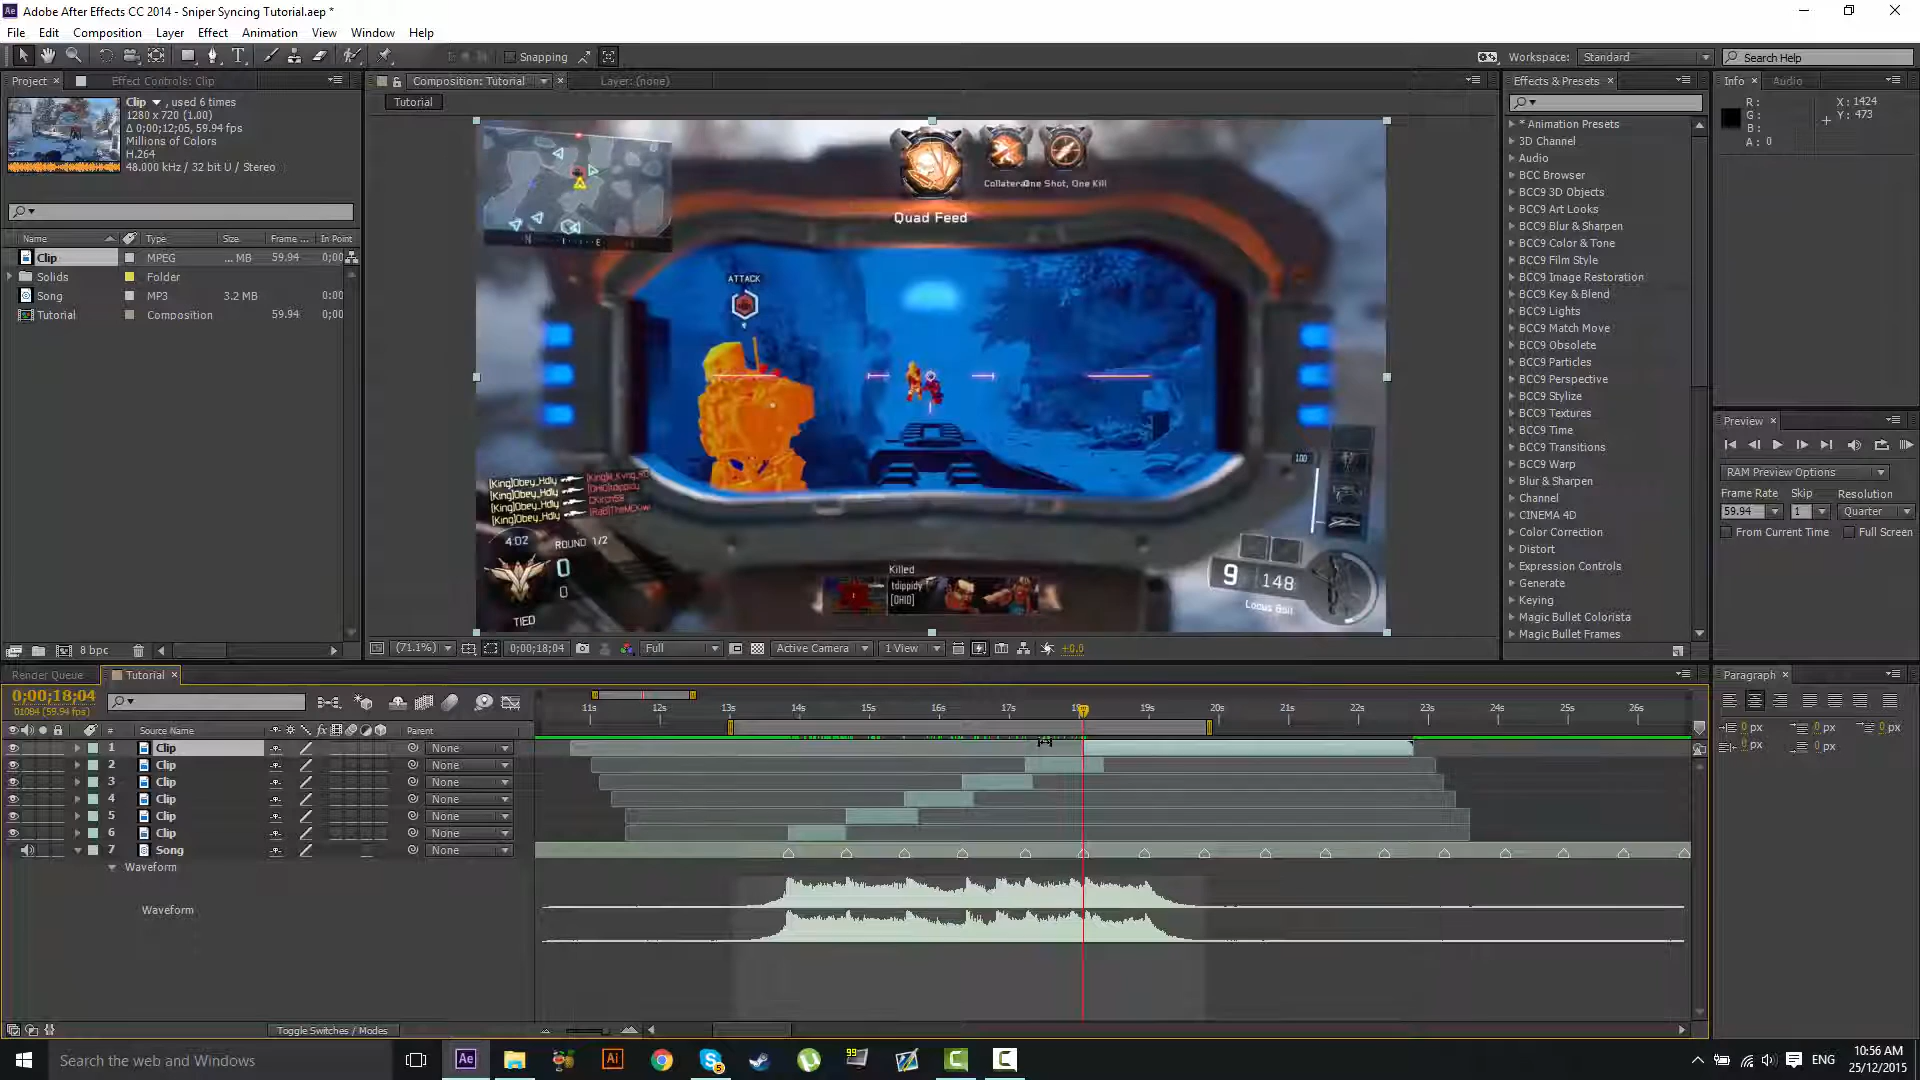 Adobe After Effects CC 2014 - Sniper Syncing Tutorial.aep *
File Edit Composition Layer Effect Animation View Window Help
Snapping
Workspace: Standard
Search Help
Project
Effect Controls: Clip
Composition: Tutorial
Layer: (none)
Effects & Presets
Info
Audio
Clip , used 6 times
1280 x 720 (1.00)
Δ 0;00;12;05, 59.94 fps
Millions of Colors
H.264
48.000 kHz / 32 bit U / Stereo
Name Type Size Frame ... In Point
Clip MPEG ... MB 59.94 0;00
Solids Folder
Song MP3 3.2 MB 0:00
Tutorial Composition 59.94 0;00
8 bpc
Tutorial
Collateral One Shot, One Kill
Quad Feed
N E
ATTACK
[King]Obey_Hdly
[King]Obey_Hdly
[King]Obey_Hdly
[King]Obey_Hdly
4:02 ROUND 1/2
0
0
TIED
Killed
tdippidy
[OHIO]
100
9 148
Locus
(71.1%) 0;00;18;04 Full Active Camera 1 View +0.0
* Animation Presets
3D Channel
Audio
BCC Browser
BCC9 3D Objects
BCC9 Art Looks
BCC9 Blur & Sharpen
BCC9 Color & Tone
BCC9 Film Style
BCC9 Image Restoration
BCC9 Key & Blend
BCC9 Lights
BCC9 Match Move
BCC9 Obsolete
BCC9 Particles
BCC9 Perspective
BCC9 Stylize
BCC9 Textures
BCC9 Time
BCC9 Transitions
BCC9 Warp
Blur & Sharpen
Channel
CINEMA 4D
Color Correction
Distort
Expression Controls
Generate
Keying
Magic Bullet Colorista
Magic Bullet Frames
R :
G :
B :
A : 0
X : 1424
Y : 473
Preview
RAM Preview Options
Frame Rate Skip Resolution
59.94 1 Quarter
From Current Time Full Screen
Render Queue
Tutorial
0;00;18;04
01084 (59.94 fps)
11s 12s 13s 14s 15s 16s 17s 18s 19s 20s 21s 22s 23s 24s 25s 26s
# Source Name fx Parent
1 Clip None
2 Clip None
3 Clip None
4 Clip None
5 Clip None
6 Clip None
7 Song None
Waveform
Waveform
Toggle Switches / Modes
Paragraph
0 px 0 px 0 px
0 px 0 px
Search the web and Windows
Ae
Ai
5
99
ENG
10:56 AM
25/12/2015